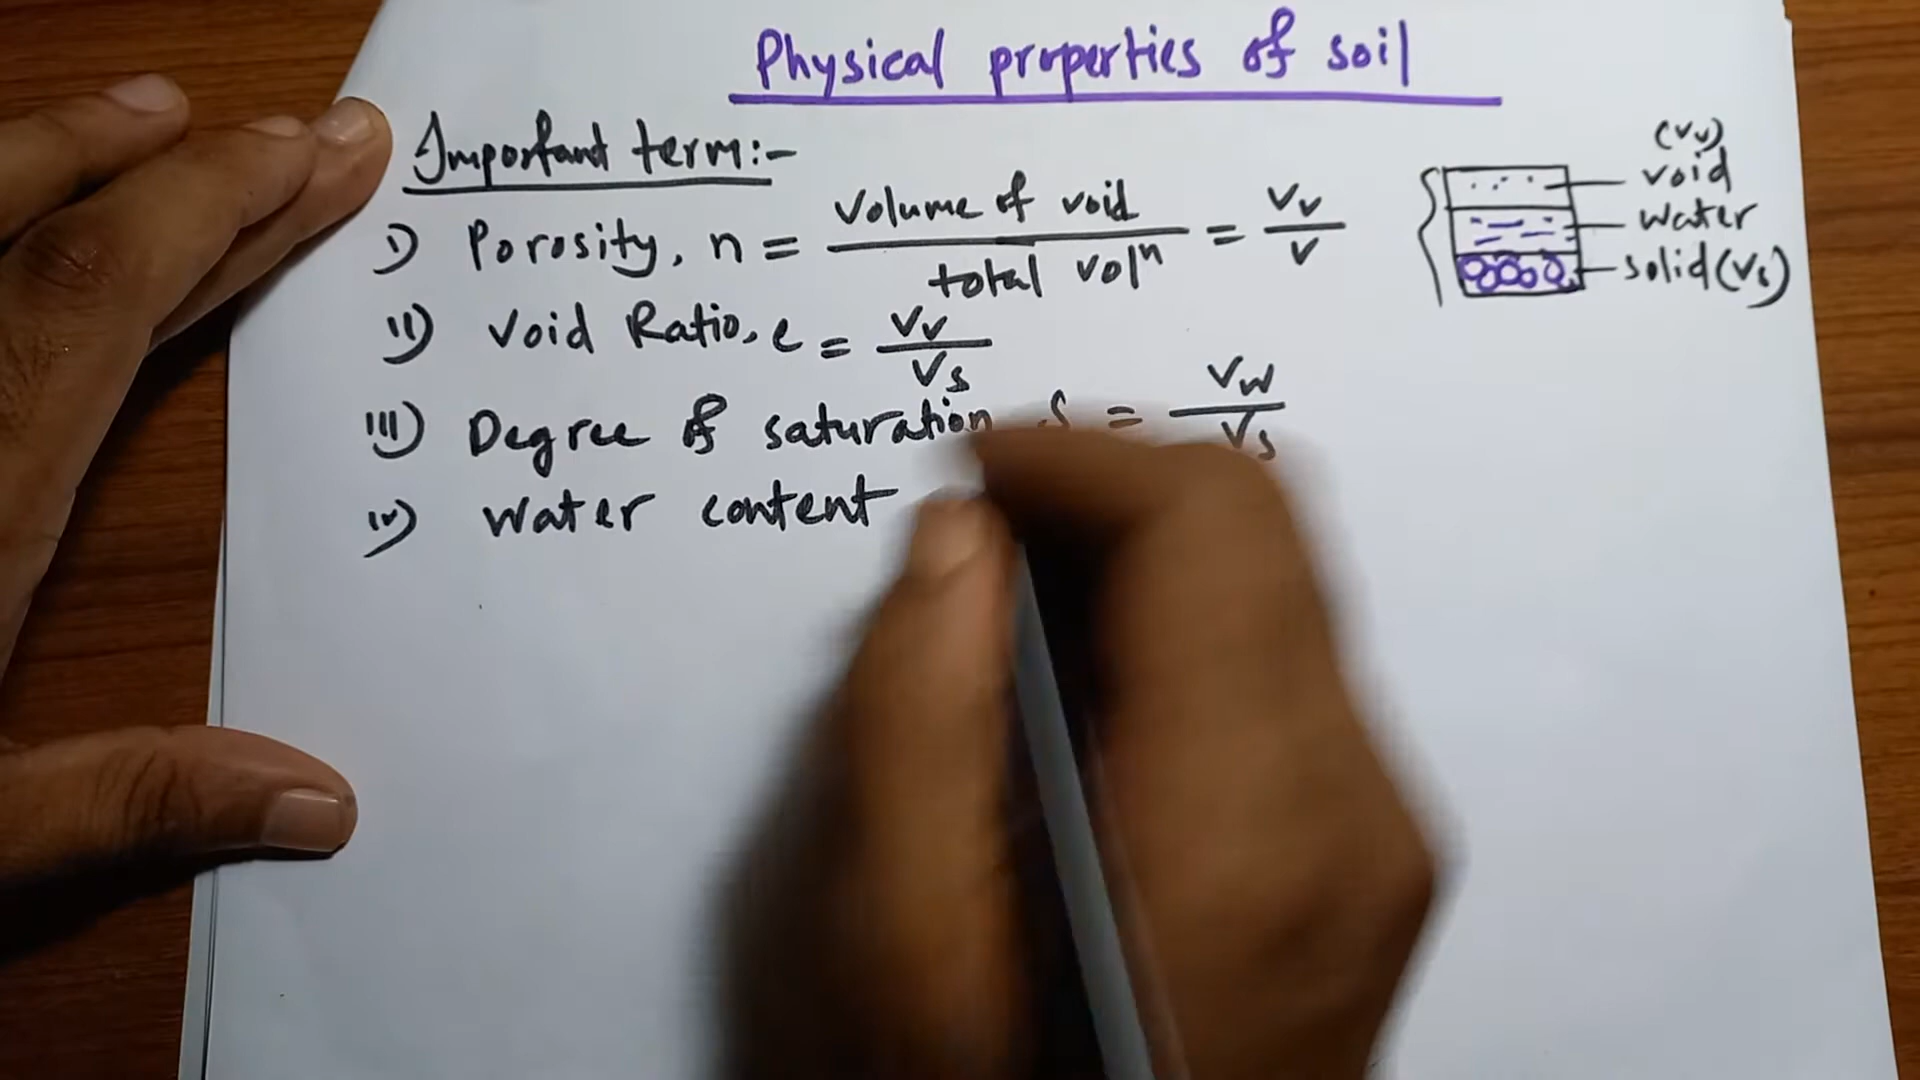 Physical properties of soil
Important term:-
i) Porosity, n = Volume of void / total volⁿ = Vv / V
ii) Void Ratio, e = Vv / Vs
iii) Degree of saturation, S = Vw / Vs
iv) Water content
(Vv)
void
water
solid (Vs)